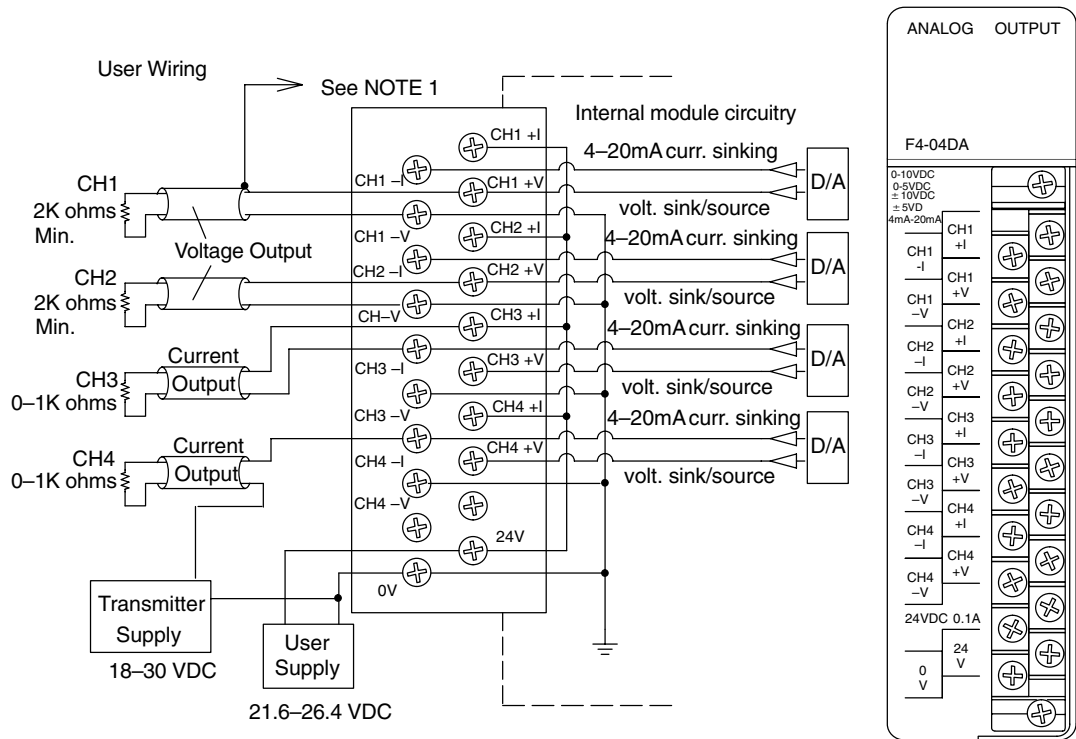 User Wiring
See NOTE 1
Internal module circuitry
CH1
2K ohms
Min.
CH2
2K ohms
Min.
Voltage Output
CH3
0–1K ohms
Current
Output
CH4
0–1K ohms
Current
Output
Transmitter
Supply
18–30 VDC
User
Supply
21.6–26.4 VDC
CH1 +I
CH1 –I
CH1 +V
CH1 –V
CH2 +I
CH2 –I
CH2 +V
CH–V
CH3 +I
CH3 –I
CH3 +V
CH3 –V
CH4 +I
CH4 –I
CH4 +V
CH4 –V
24V
0V
4–20mA curr. sinking
volt. sink/source
D/A
4–20mA curr. sinking
volt. sink/source
D/A
4–20mA curr. sinking
volt. sink/source
D/A
4–20mA curr. sinking
volt. sink/source
D/A
ANALOG OUTPUT
F4-04DA
0-10VDC
0-5VDC
± 10VDC
± 5VD
4mA-20mA
CH1
+I
CH1
-I
CH1
+V
CH1
–V
CH2
+I
CH2
–I
CH2
+V
CH2
–V
CH3
+I
CH3
–I
CH3
+V
CH3
–V
CH4
+I
CH4
–I
CH4
+V
CH4
–V
24VDC 0.1A
24
V
0
V